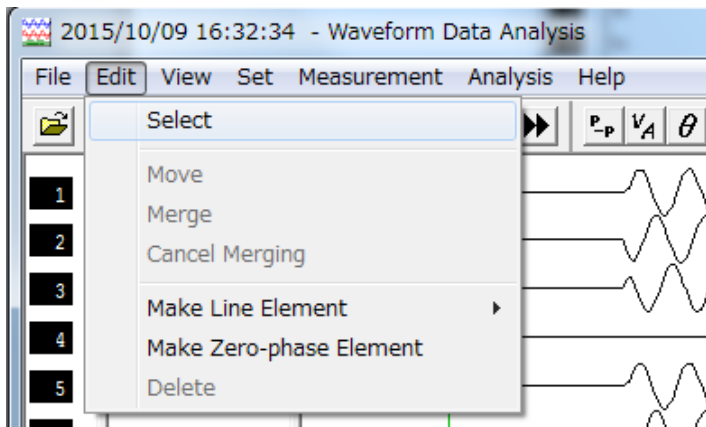 2015/10/09 16:32:34 - Waveform Data Analysis
File Edit View Set Measurement Analysis Help
Select
P-P V/A θ
Move
1
Merge
2
Cancel Merging
3
Make Line Element
4
Make Zero-phase Element
5
Delete